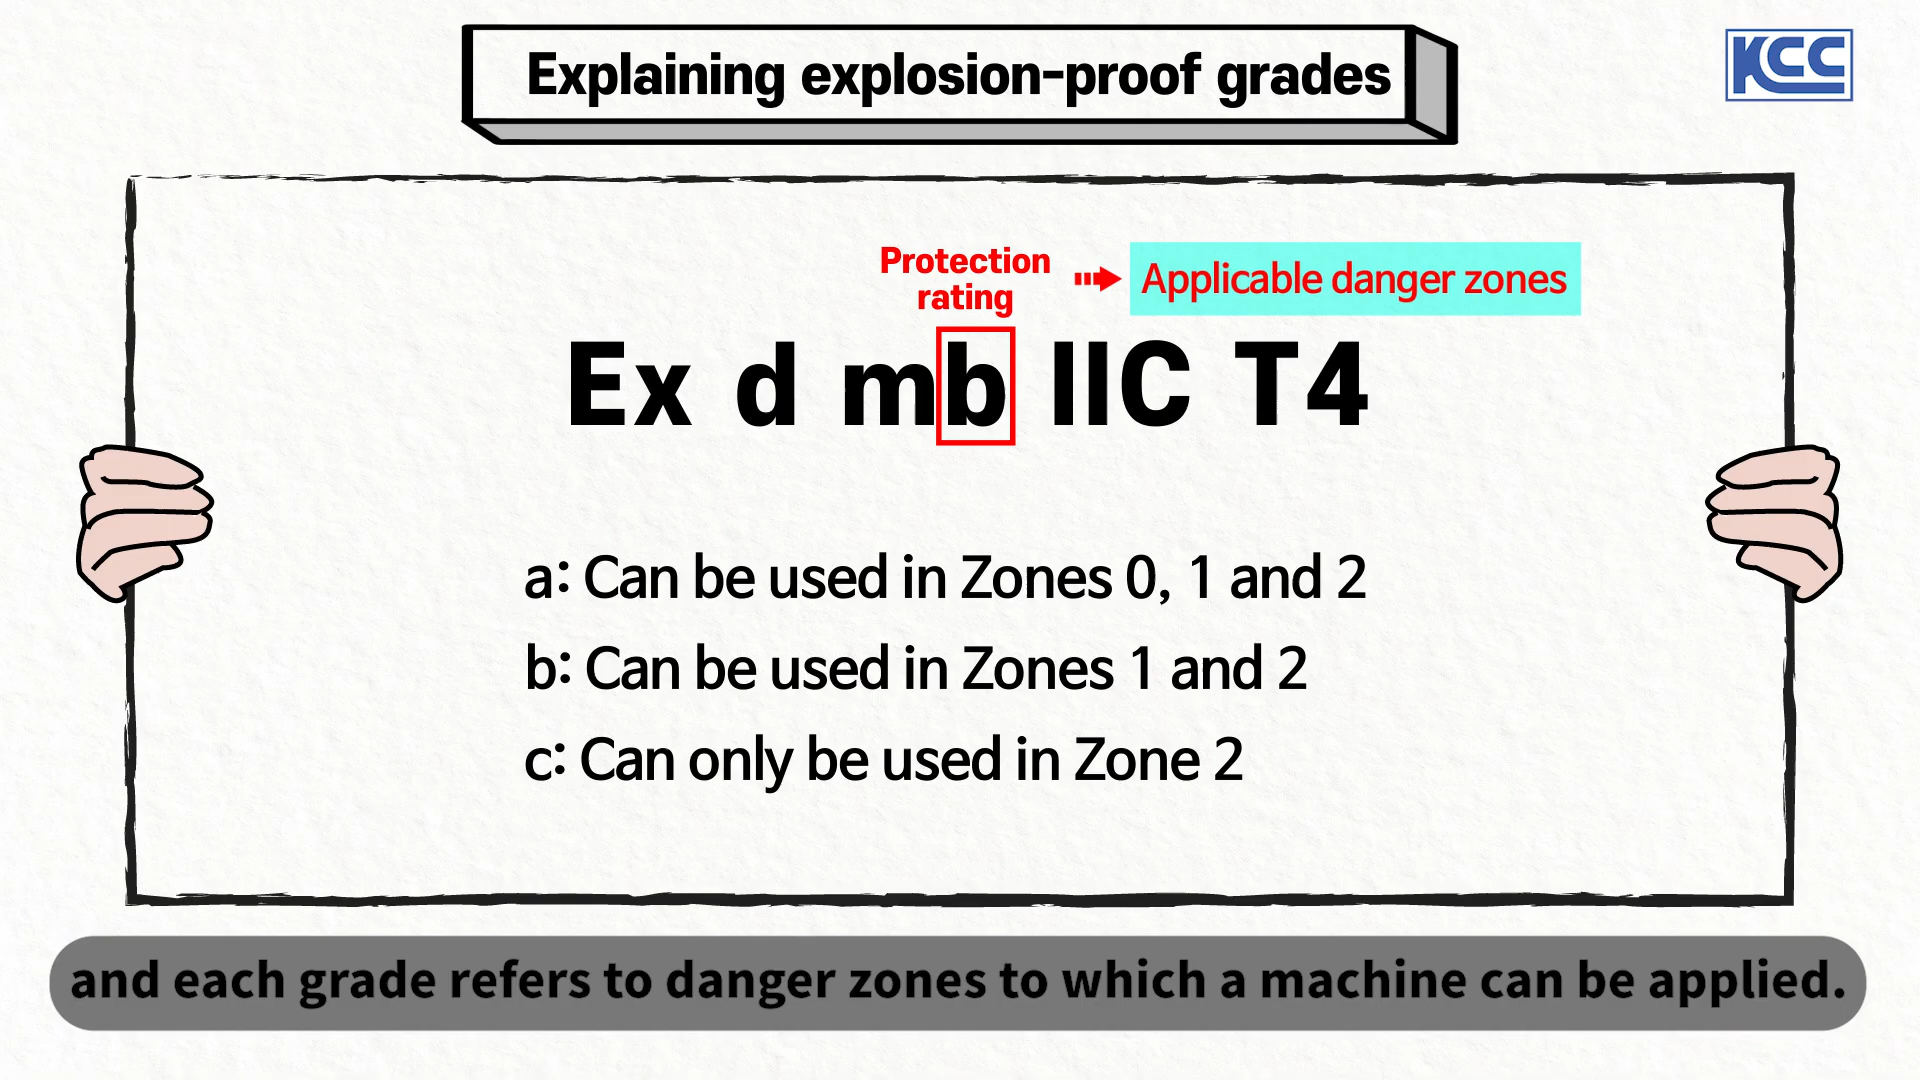 Explaining explosion-proof grades
KCC
Protection
rating
Applicable danger zones
Ex d mb IIC T4
a: Can be used in Zones 0, 1 and 2
b: Can be used in Zones 1 and 2
c: Can only be used in Zone 2
and each grade refers to danger zones to which a machine can be applied.